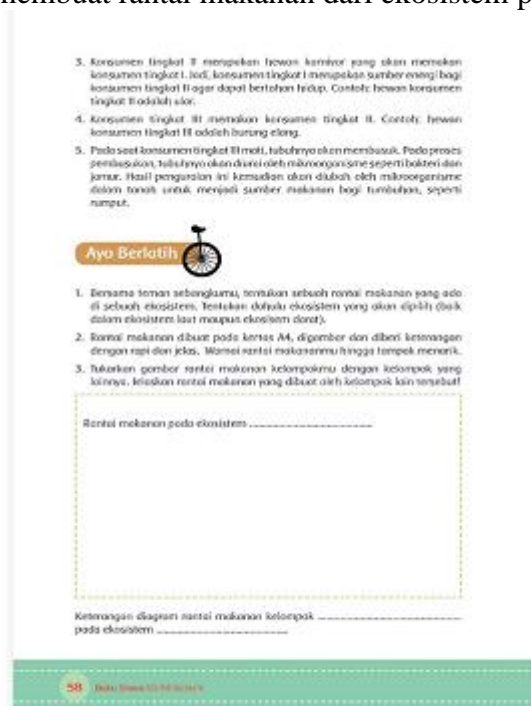 membuat rantai makanan dari ekosistem p
3. Konsumen tingkat II merupakan hewan karnivor yang akan memakan
konsumen tingkat I. Jadi, konsumen tingkat I merupakan sumber energi bagi
konsumen tingkat II agar dapat bertahan hidup. Contoh: hewan konsumen
tingkat II adalah ular.
4. Konsumen tingkat III memakan konsumen tingkat II. Contoh: hewan
konsumen tingkat III adalah burung elang.
5. Pada saat konsumen tingkat III mati, tubuhnya akan membusuk. Pada proses
pembusukan, tubuhnya akan diurai oleh mikroorganisme seperti bakteri dan
jamur. Hasil penguraian ini kemudian akan diubah oleh mikroorganisme
dalam tanah untuk menjadi sumber makanan bagi tumbuhan, seperti
rumput.
Ayo Berlatih
1. Bersama teman sebangkumu, tentukan sebuah rantai makanan yang ada
di sebuah ekosistem. Tentukan dahulu ekosistem yang akan dipilih (baik
dalam ekosistem laut maupun ekosistem darat).
2. Rantai makanan dibuat pada kertas A4, digambar dan diberi keterangan
dengan rapi dan jelas. Warnai rantai makananmu hingga tampak menarik.
3. Tukarkan gambar rantai makanan kelompokmu dengan kelompok yang
lainnya. Jelaskan rantai makanan yang dibuat oleh kelompok lain tersebut!
Rantai makanan pada ekosistem
Keterangan diagram rantai makanan kelompok
pada ekosistem
58 Buku Siswa